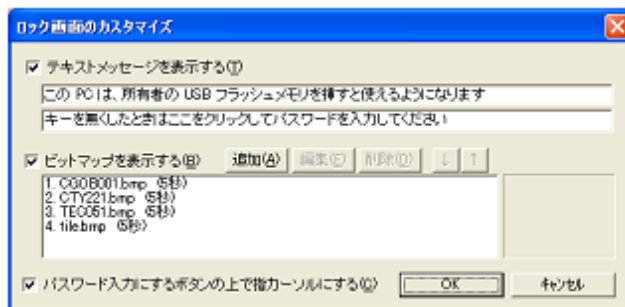 ロック画面のカスタマイズ
テキストメッセージを表示する(T)
この PCは、所有者の USB フラッシュメモリを挿すと使えるようになります
キーを無くしたときはここをクリックしてパスワードを入力してください
ビットマップを表示する(B) 追加(A) 編集(E) 削除(D) ↓ ↑
1. CGOB001.bmp (5秒)
2. CTY221.bmp (5秒)
3. TEC051.bmp (5秒)
4. tile.bmp (5秒)
パスワード入力にするボタンの上で指カーソルにする(C) OK キャンセル